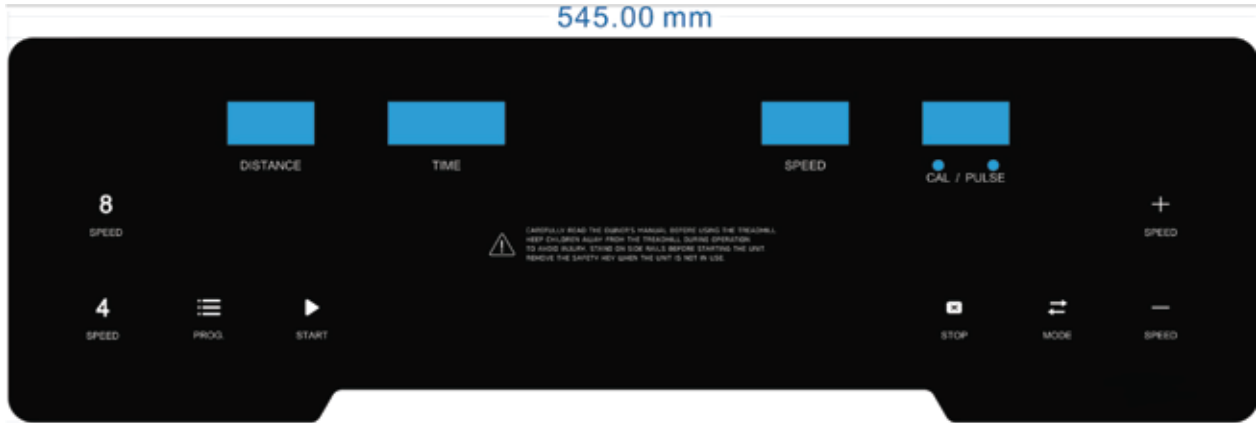 545.00 mm
DISTANCE
TIME
SPEED
CAL / PULSE
8
SPEED
+
SPEED
CAREFULLY READ THE OWNER'S MANUAL BEFORE USING THE TREADMILL
KEEP CHILDREN AWAY FROM THE TREADMILL DURING OPERATION
TO AVOID INJURY, STAND ON SIDE RAILS BEFORE STARTING THE UNIT
REMOVE THE SAFETY KEY WHEN THE UNIT IS NOT IN USE.
4
SPEED
PROG.
START
STOP
MODE
—
SPEED